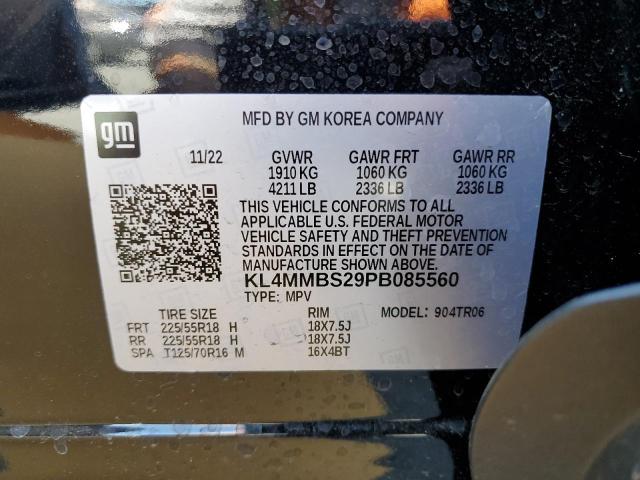 gm
MFD BY GM KOREA COMPANY
11/22 GVWR GAWR FRT GAWR RR
1910 KG 1060 KG 1060 KG
4211 LB 2336 LB 2336 LB
THIS VEHICLE CONFORMS TO ALL
APPLICABLE U.S. FEDERAL MOTOR
VEHICLE SAFETY AND THEFT PREVENTION
STANDARDS IN EFFECT ON THE DATE OF
MANUFACTURE SHOWN ABOVE.
KL4MMBS29PB085560
TYPE: MPV MODEL: 904TR06
TIRE SIZE RIM
FRT 225/55R18 H 18X7.5J
RR 225/55R18 H 18X7.5J
SPA T125/70R16 M 16X4BT